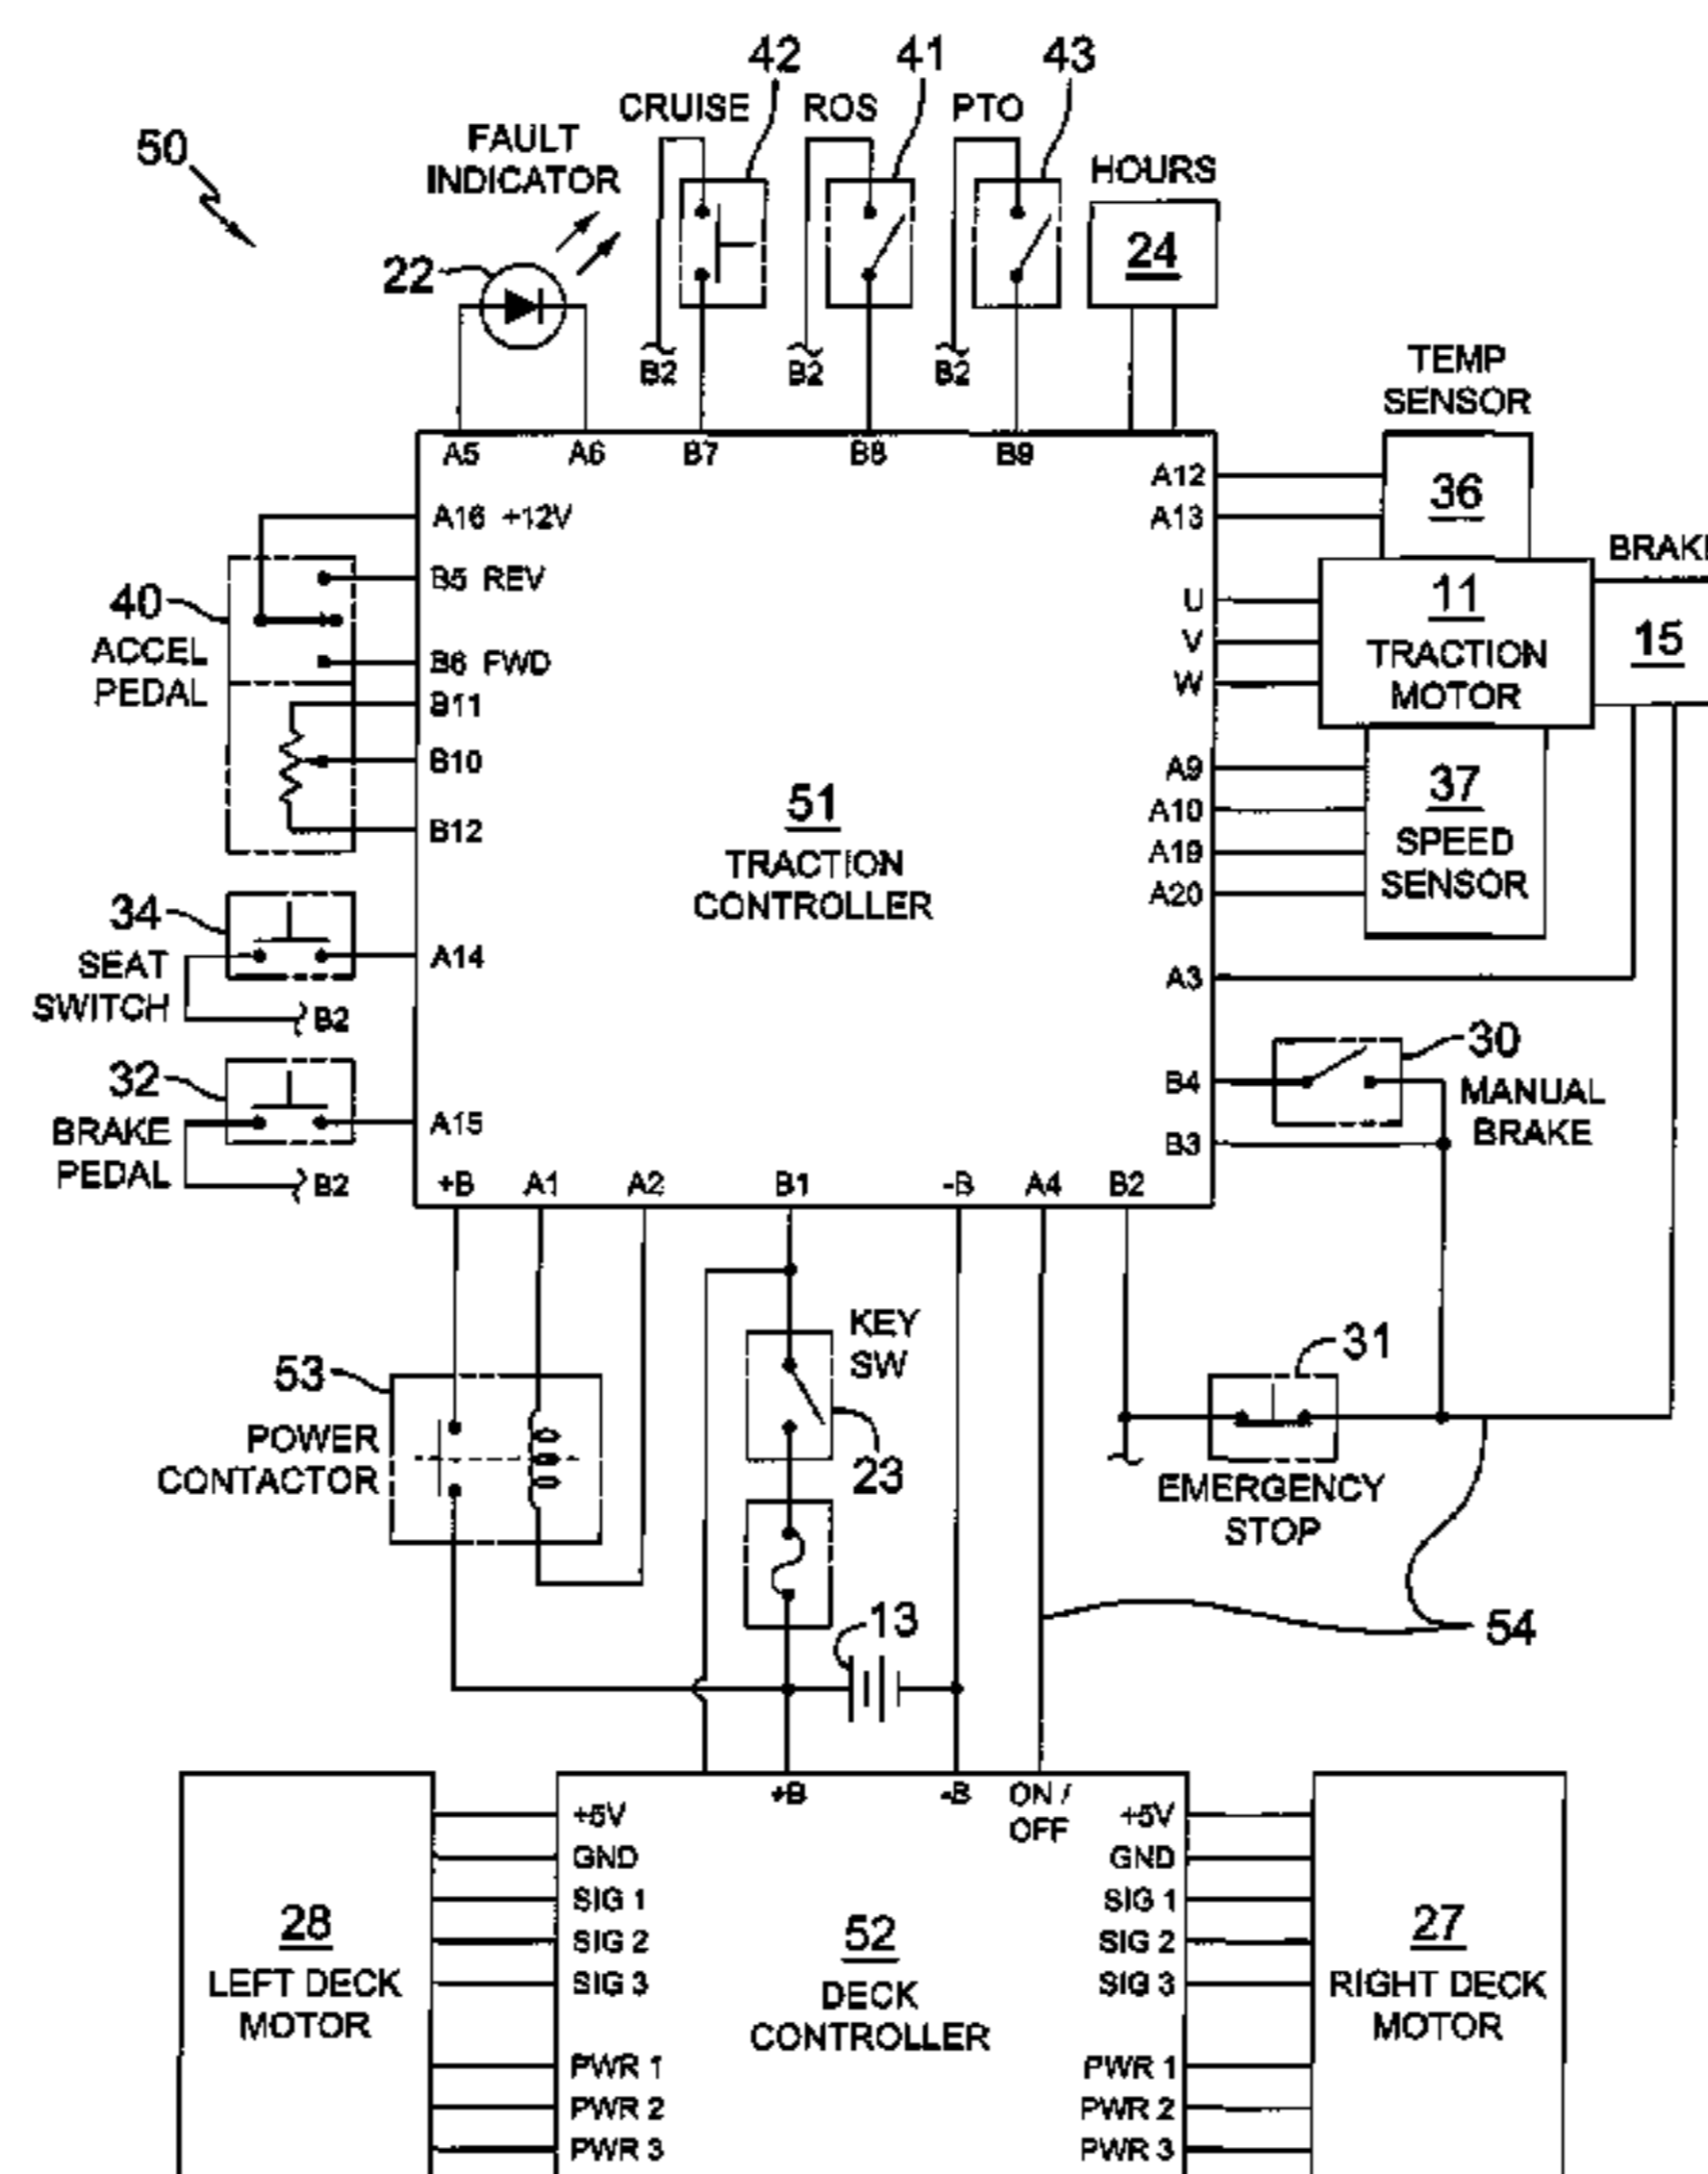 42
41
43
CRUISE
ROS
PTO
50
FAULT
INDICATOR
HOURS
24
22
B2
B2
B2
TEMP
SENSOR
A5
A6
B7
B8
B9
A12
A13
36
A16 +12V
BRAKE
B5 REV
40
ACCEL
PEDAL
U
V
W
11
TRACTION
MOTOR
15
B6 FWD
B11
B10
B12
51
TRACTION
CONTROLLER
A9
A10
A19
A20
37
SPEED
SENSOR
34
SEAT
SWITCH
A14
B2
A3
30
MANUAL
BRAKE
32
BRAKE
PEDAL
A15
B2
B4
B3
+B
A1
A2
B1
-B
A4
B2
KEY
SW
53
POWER
CONTACTOR
23
31
EMERGENCY
STOP
13
54
+B
-B
ON /
OFF
28
LEFT DECK
MOTOR
+5V
GND
SIG 1
SIG 2
SIG 3
PWR 1
PWR 2
PWR 3
52
DECK
CONTROLLER
+5V
GND
SIG 1
SIG 2
SIG 3
PWR 1
PWR 2
PWR 3
27
RIGHT DECK
MOTOR